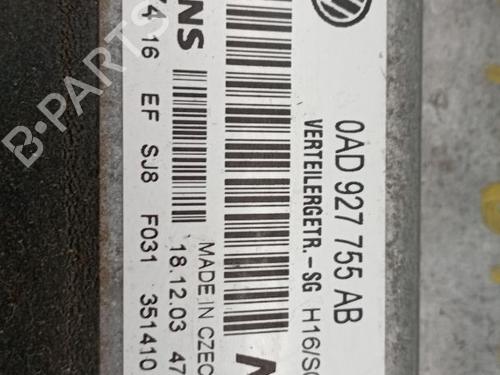 0AD 927 755 AB
VERTEILERGETR.-SG H16/S
NS
MADE IN CZEC
18.12.03 47
74 16 EF SJ8 F031 351410
B-PARTS